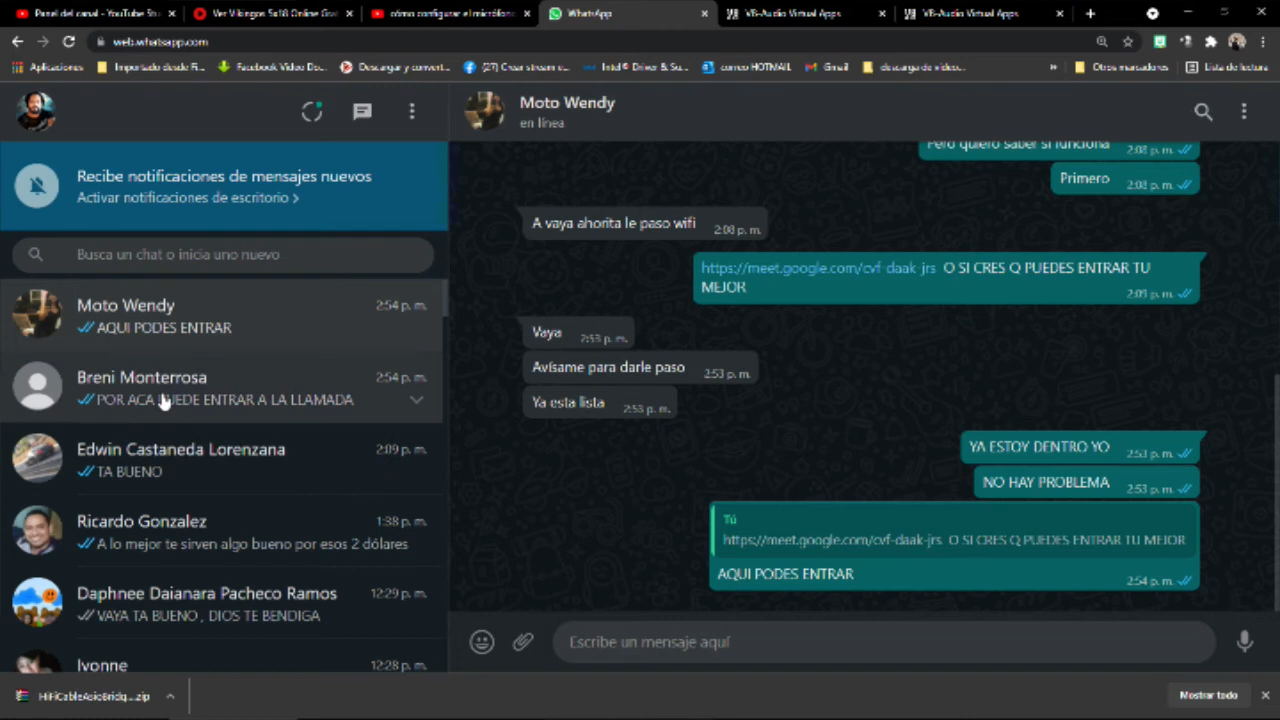 Panel del canal - YouTube Stu
Ver Vikingos 5x18 Online Grat
cómo configurar el micrófono
WhatsApp
VB-Audio Virtual Apps
VB-Audio Virtual Apps
web.whatsapp.com
Aplicaciones
Importado desde Fi...
Facebook Video Do...
Descargar y convert...
(27) Crear stream e...
Intel® Driver & Su...
correo HOTMAIL
Gmail
descarga de video...
»
Otros marcadores
Lista de lectura
Recibe notificaciones de mensajes nuevos
Activar notificaciones de escritorio >
Busca un chat o inicia uno nuevo
Moto Wendy 2:54 p. m.
AQUI PODES ENTRAR
Breni Monterrosa 2:54 p. m.
POR ACA PUEDE ENTRAR A LA LLAMADA
Edwin Castaneda Lorenzana 2:09 p. m.
TA BUENO
Ricardo Gonzalez 1:38 p. m.
A lo mejor te sirven algo bueno por esos 2 dólares
Daphnee Daianara Pacheco Ramos 12:29 p. m.
VAYA TA BUENO , DIOS TE BENDIGA
Ivonne 12:28 p. m.
Moto Wendy
en línea
Pero quiero saber si funciona 2:08 p. m.
Primero 2:08 p. m.
A vaya ahorita le paso wifi 2:08 p. m.
https://meet.google.com/cvf-daak-jrs O SI CRES Q PUEDES ENTRAR TU
MEJOR 2:09 p. m.
Vaya 2:53 p. m.
Avísame para darle paso 2:53 p. m.
Ya esta lista 2:53 p. m.
YA ESTOY DENTRO YO 2:53 p. m.
NO HAY PROBLEMA 2:53 p. m.
Tú
https://meet.google.com/cvf-daak-jrs O SI CRES Q PUEDES ENTRAR TU MEJOR
AQUI PODES ENTRAR 2:54 p. m.
Escribe un mensaje aquí
HiFiCableAsioBridg....zip
Mostrar todo